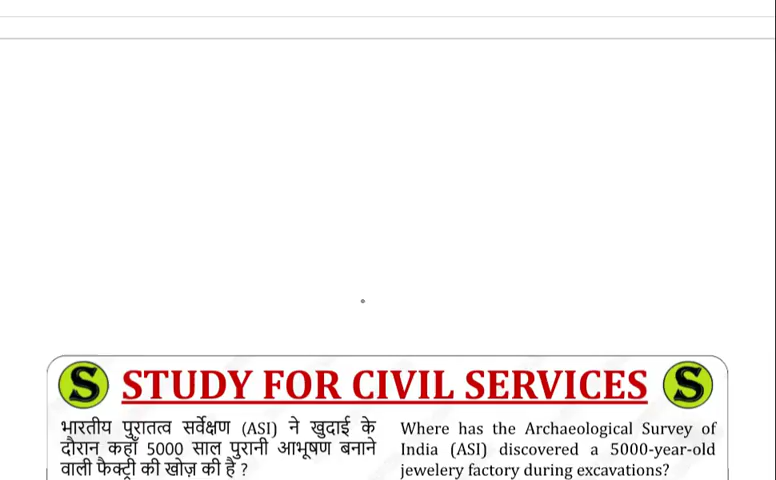 S STUDY FOR CIVIL SERVICES S
भारतीय पुरातत्व सर्वेक्षण (ASI) ने खुदाई के
दौरान कहाँ 5000 साल पुरानी आभूषण बनाने
वाली फैक्ट्री की खोज़ की है ?
Where has the Archaeological Survey of
India (ASI) discovered a 5000-year-old
jewelery factory during excavations?